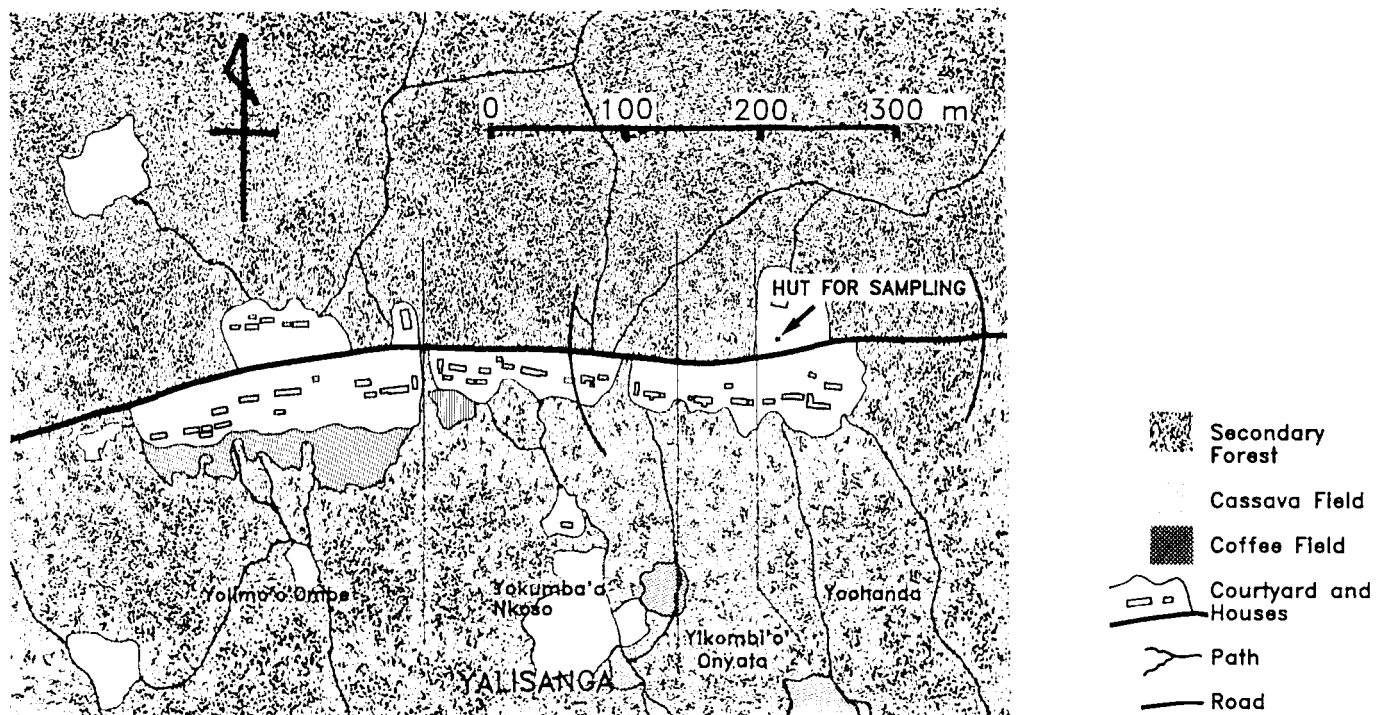 0 100 200 300 m
HUT FOR SAMPLING
Yolimo'o'Ombe
Yokumba'o
Nkoso
Yoohanda
Yikombi'o'
Onyata
YALISANGA
Secondary
Forest
Cassava Field
Coffee Field
Courtyard and
Houses
Path
Road